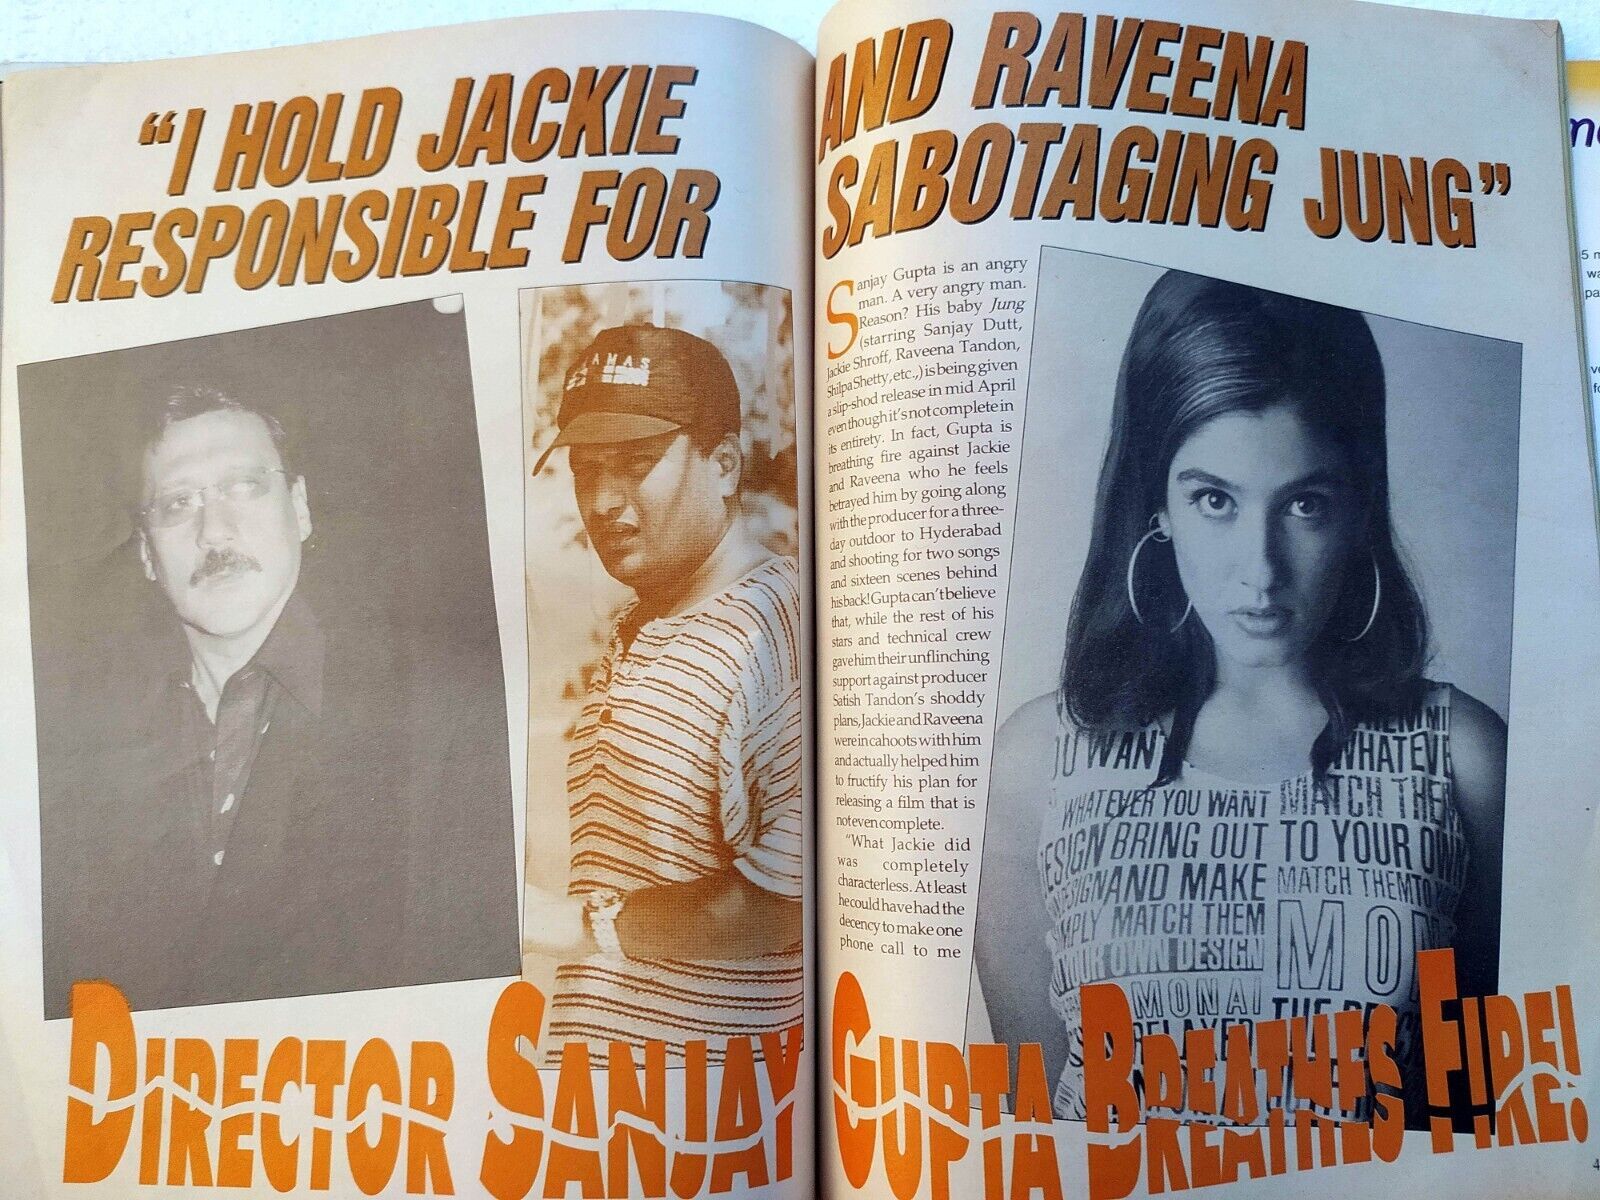 "I HOLD JACKIE
RESPONSIBLE FOR
AND RAVEENA
SABOTAGING JUNG"
Sanjay Gupta is an angry
man. A very angry man.
Reason? His baby Jung
(starring Sanjay Dutt,
Jackie Shroff, Raveena Tandon,
Shilpa Shetty, etc.,) is being given
a slip-shod release in mid April
even though it's not complete in
its entirety. In fact, Gupta is
breathing fire against Jackie
and Raveena who he feels
betrayed him by going along
with the producer for a three-
day outdoor to Hyderabad
and shooting for two songs
and sixteen scenes behind
his back! Gupta can't believe
that, while the rest of his
stars and technical crew
gave him their unflinching
support against producer
Satish Tandon's shoddy
plans, Jackie and Raveena
were in cahoots with him
and actually helped him
to fructify his plan for
releasing a film that is
not even complete.
"What Jackie did
was completely
characterless. At least
he could have had the
decency to make one
phone call to me
AMAS
OU WANT WHATEVE
WHATEVER YOU WANT MATCH THEM
ESIGN BRING OUT TO YOUR OWN
AND MAKE MATCH THEM TO
MPLY MATCH THEM MON
YOUR OWN DESIGN
MONAI
DIRECTOR SANJAY GUPTA BREATHES FIRE!